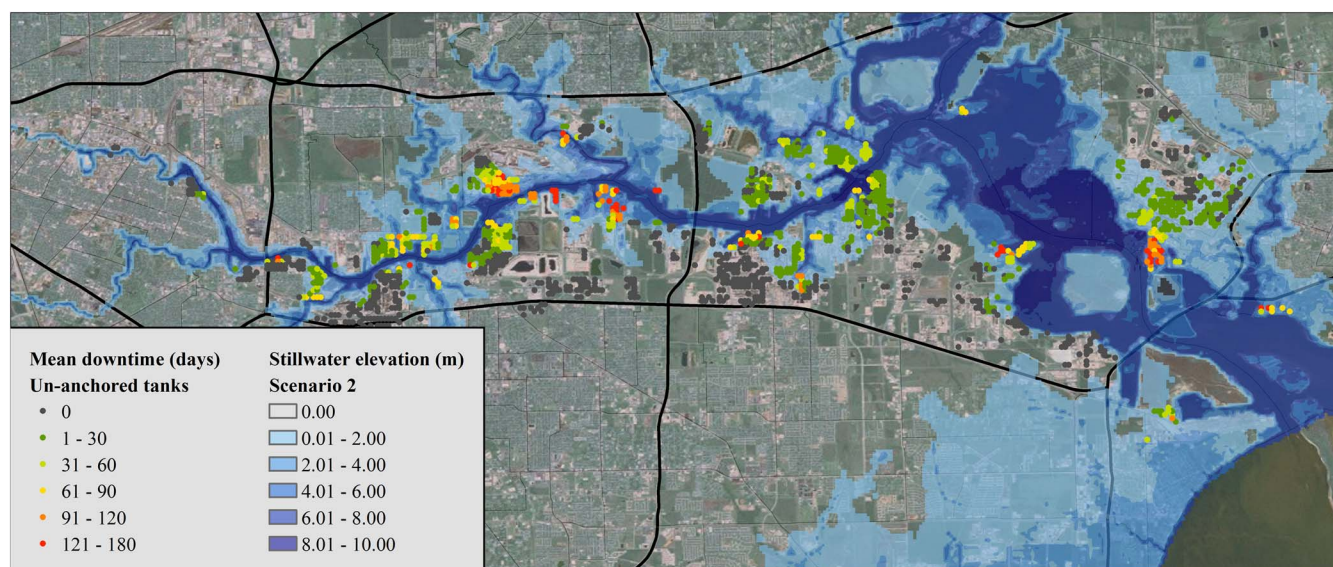 Mean downtime (days)
Un-anchored tanks
0
1 - 30
31 - 60
61 - 90
91 - 120
121 - 180
Stillwater elevation (m)
Scenario 2
0.00
0.01 - 2.00
2.01 - 4.00
4.01 - 6.00
6.01 - 8.00
8.01 - 10.00